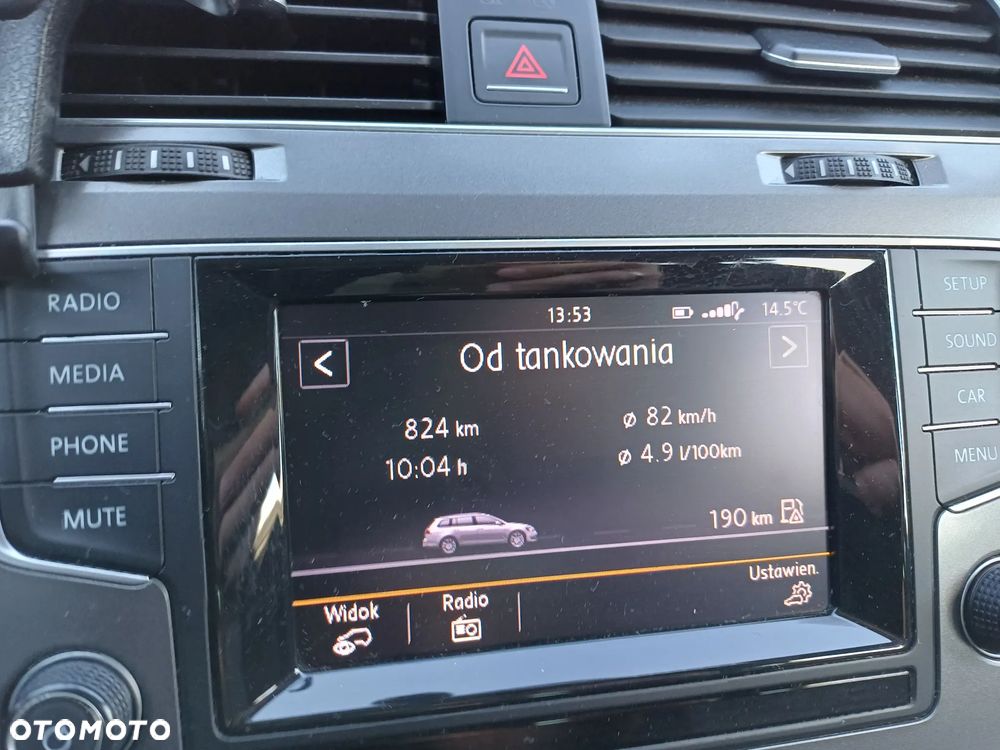 RADIO
MEDIA
PHONE
MUTE
13:53
14.5°C
< Od tankowania >
824 km
ø 82 km/h
10:04 h
ø 4.9 l/100km
190 km
Ustawien.
Widok
Radio
SETUP
SOUND
CAR
MENU
OTOMOTO